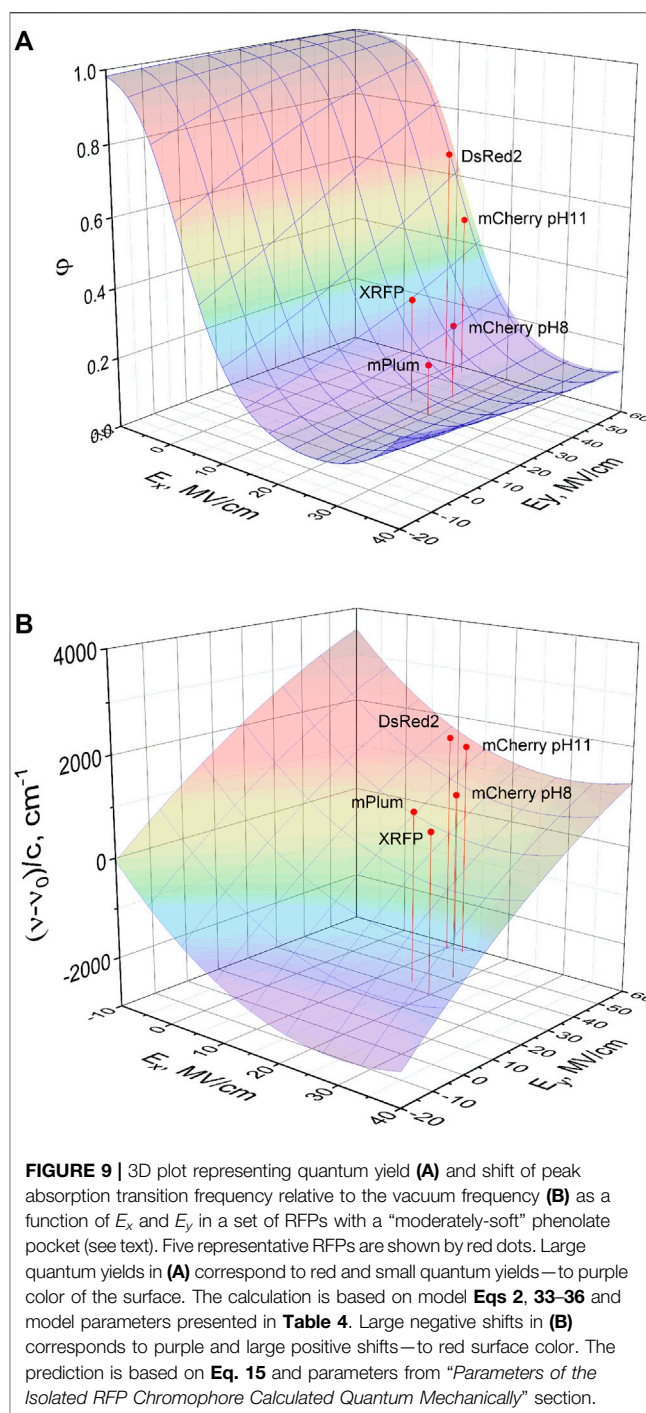 A
1.0
0.8
0.6
0.4
0.2
0.0
φ
DsRed2
mCherry pH11
XRFP
mCherry pH8
mPlum
0
10
20
30
40
Ex, MV/cm
-20
-10
0
10
20
30
40
50
60
Ey, MV/cm
B
4000
2000
0
-2000
(ν-ν0)/c, cm-1
DsRed2
mCherry pH11
mPlum
mCherry pH8
XRFP
-10
0
10
20
30
40
Ex, MV/cm
-20
-10
0
10
20
30
40
50
60
Ey, MV/cm
FIGURE 9 | 3D plot representing quantum yield (A) and shift of peak
absorption transition frequency relative to the vacuum frequency (B) as a
function of Ex and Ey in a set of RFPs with a “moderately-soft” phenolate
pocket (see text). Five representative RFPs are shown by red dots. Large
quantum yields in (A) correspond to red and small quantum yields—to purple
color of the surface. The calculation is based on model Eqs 2, 33–36 and
model parameters presented in Table 4. Large negative shifts in (B)
corresponds to purple and large positive shifts—to red surface color. The
prediction is based on Eq. 15 and parameters from “Parameters of the
Isolated RFP Chromophore Calculated Quantum Mechanically” section.